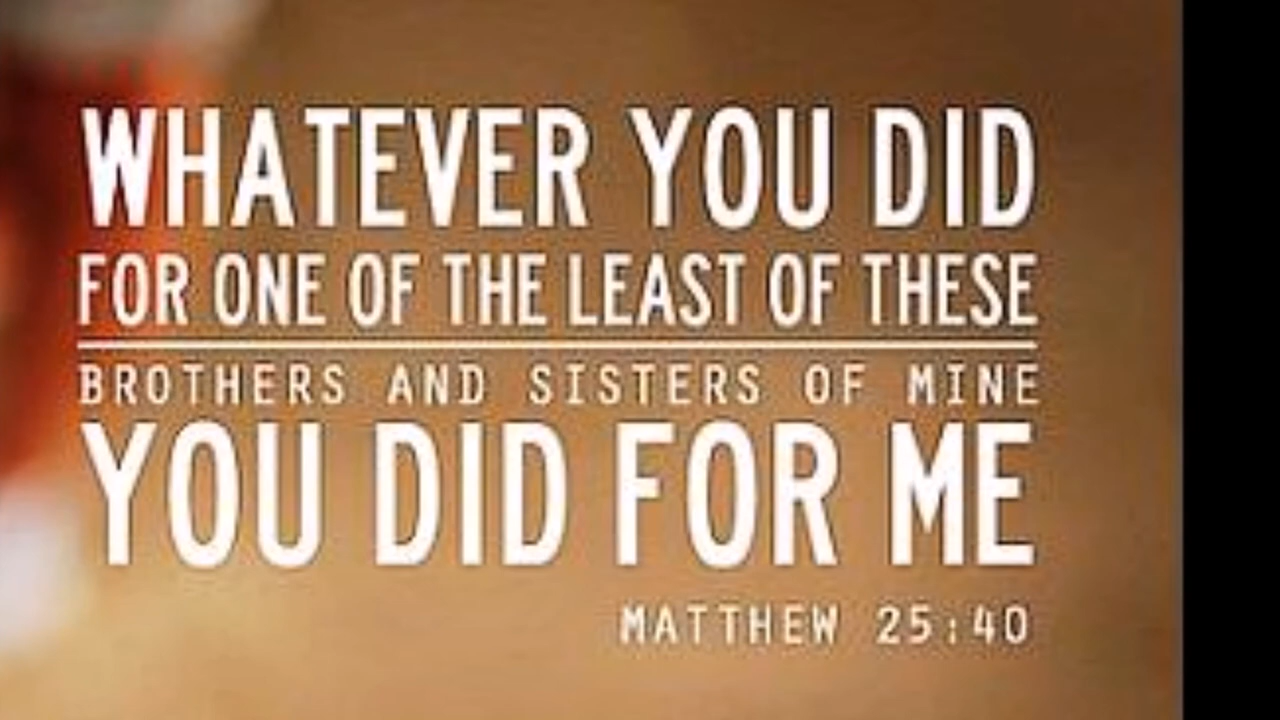 WHATEVER YOU DID
FOR ONE OF THE LEAST OF THESE
BROTHERS AND SISTERS OF MINE
YOU DID FOR ME
MATTHEW 25:40